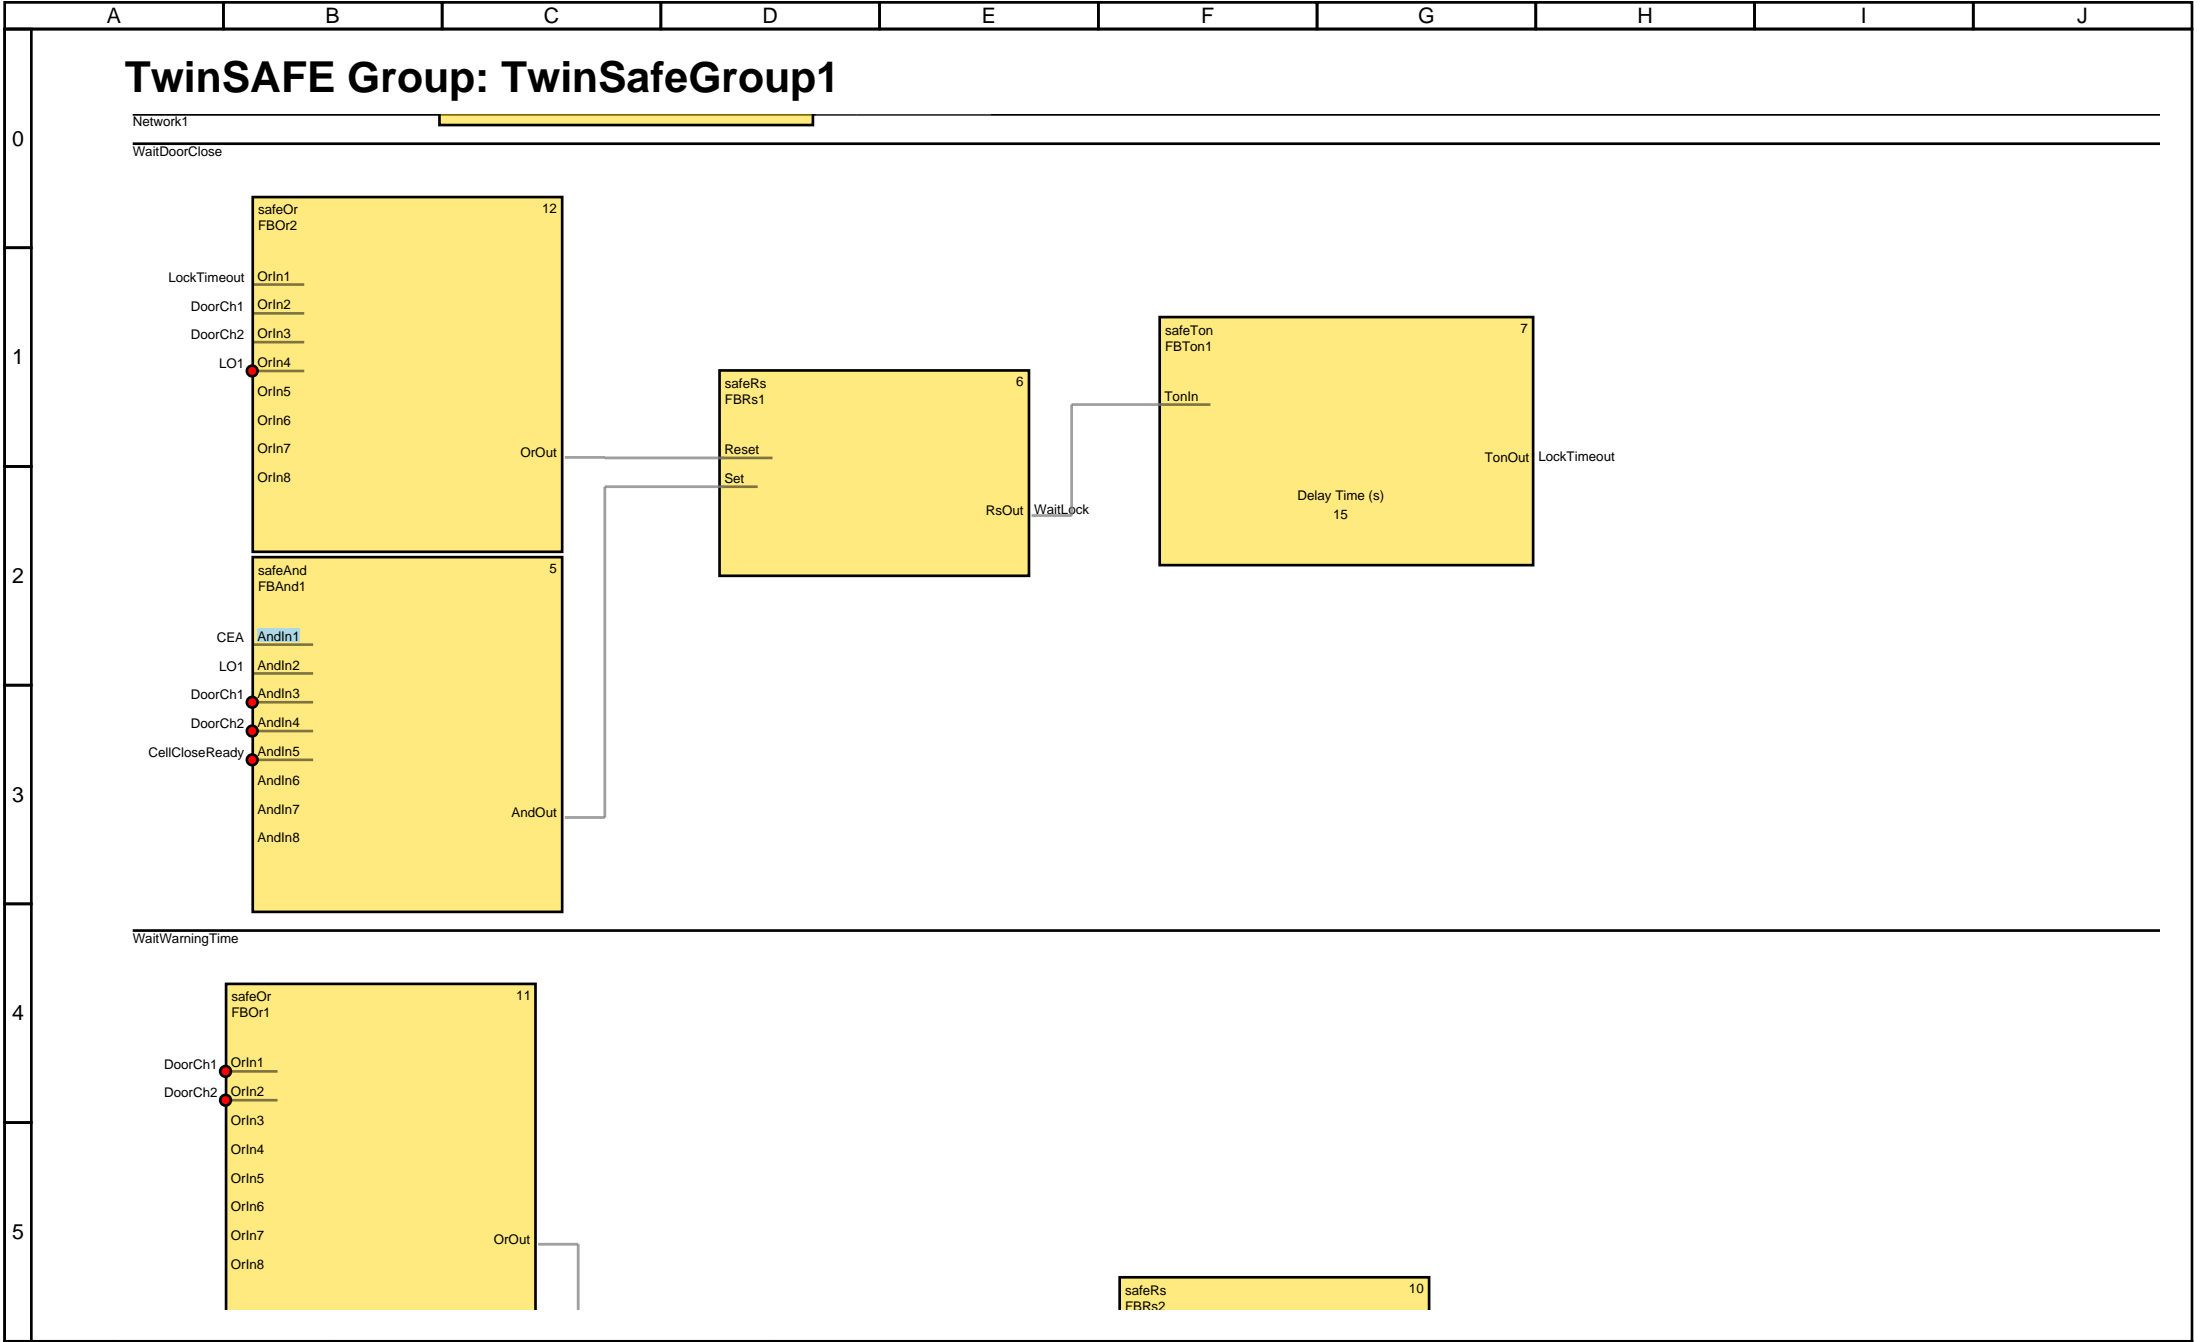 A B C D E F G H I J
TwinSAFE Group: TwinSafeGroup1
Network1
0
WaitDoorClose
safeOr 12
FBOr2
LockTimeout OrIn1
DoorCh1 OrIn2
DoorCh2 OrIn3
LO1 OrIn4
OrIn5
OrIn6
OrIn7
OrIn8
OrOut
1
safeRs 6
FBRs1
Reset
Set
RsOut WaitLock
safeTon 7
FBTon1
TonIn
TonOut LockTimeout
Delay Time (s)
15
2
safeAnd 5
FBAnd1
CEA AndIn1
LO1 AndIn2
DoorCh1 AndIn3
DoorCh2 AndIn4
CellCloseReady AndIn5
AndIn6
AndIn7
AndIn8
AndOut
3
WaitWarningTime
4
safeOr 11
FBOr1
DoorCh1 OrIn1
DoorCh2 OrIn2
OrIn3
OrIn4
OrIn5
OrIn6
OrIn7
OrIn8
OrOut
5
safeRs 10
FBRs2